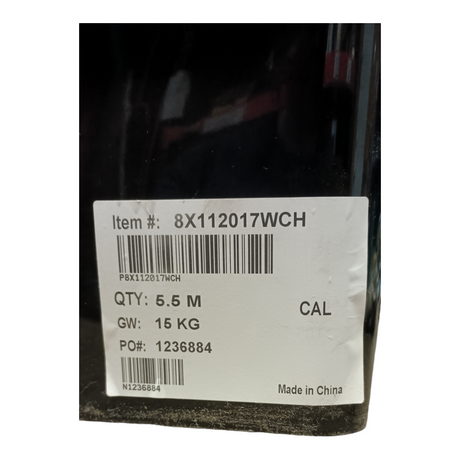 Item #: 8X112017WCH
P8X112017WCH
QTY: 5.5 M
GW: 15 KG
CAL
PO#: 1236884
N1236884
Made in China